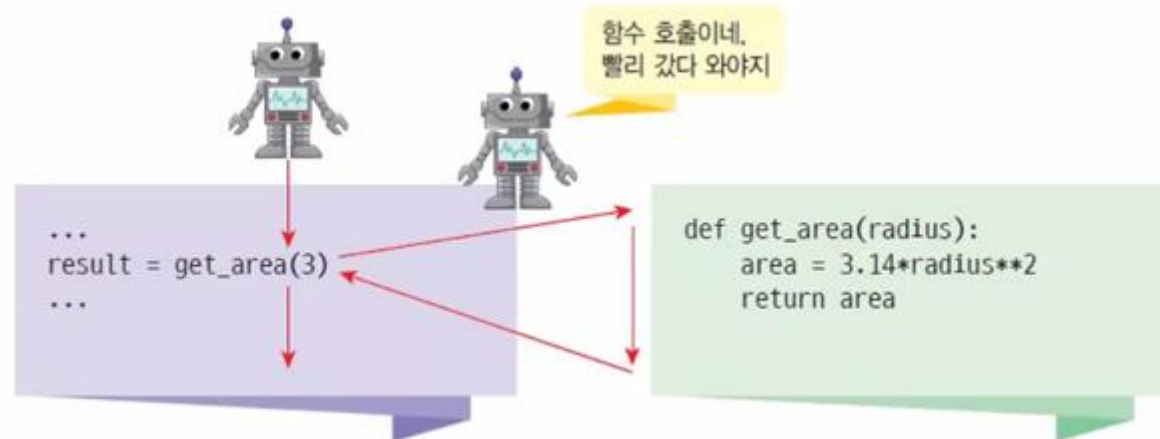 함수 호출이네,
빨리 갔다 와야지
...
result = get_area(3)
...
def get_area(radius):
    area = 3.14*radius**2
    return area